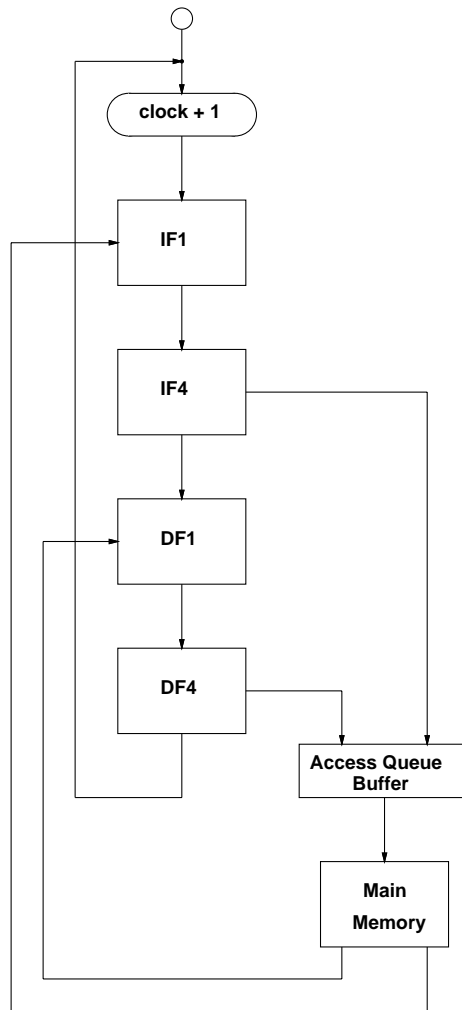 clock + 1
IF1
IF4
DF1
DF4
Access Queue
Buffer
Main
Memory